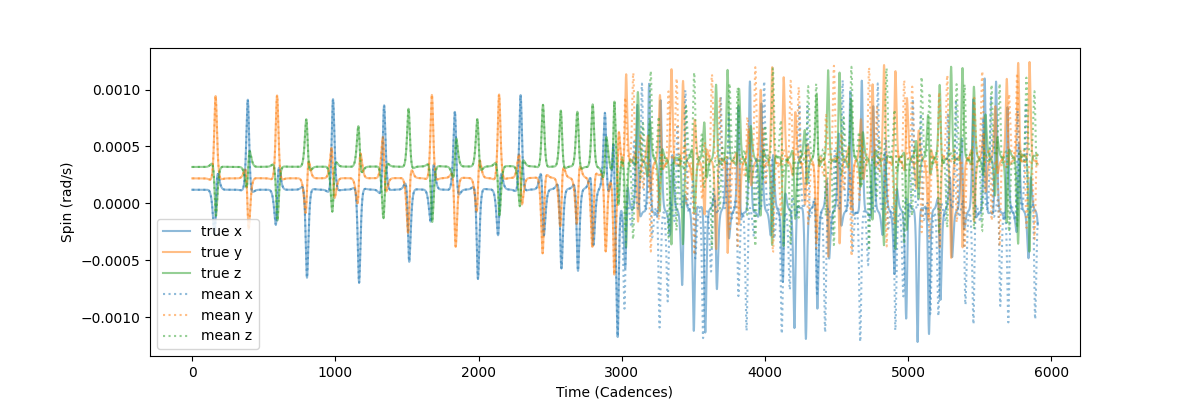 0.0010
0.0005
0.0000
−0.0005
−0.0010
Spin (rad/s)
true x
true y
true z
mean x
mean y
mean z
0 1000 2000 3000 4000 5000 6000
Time (Cadences)